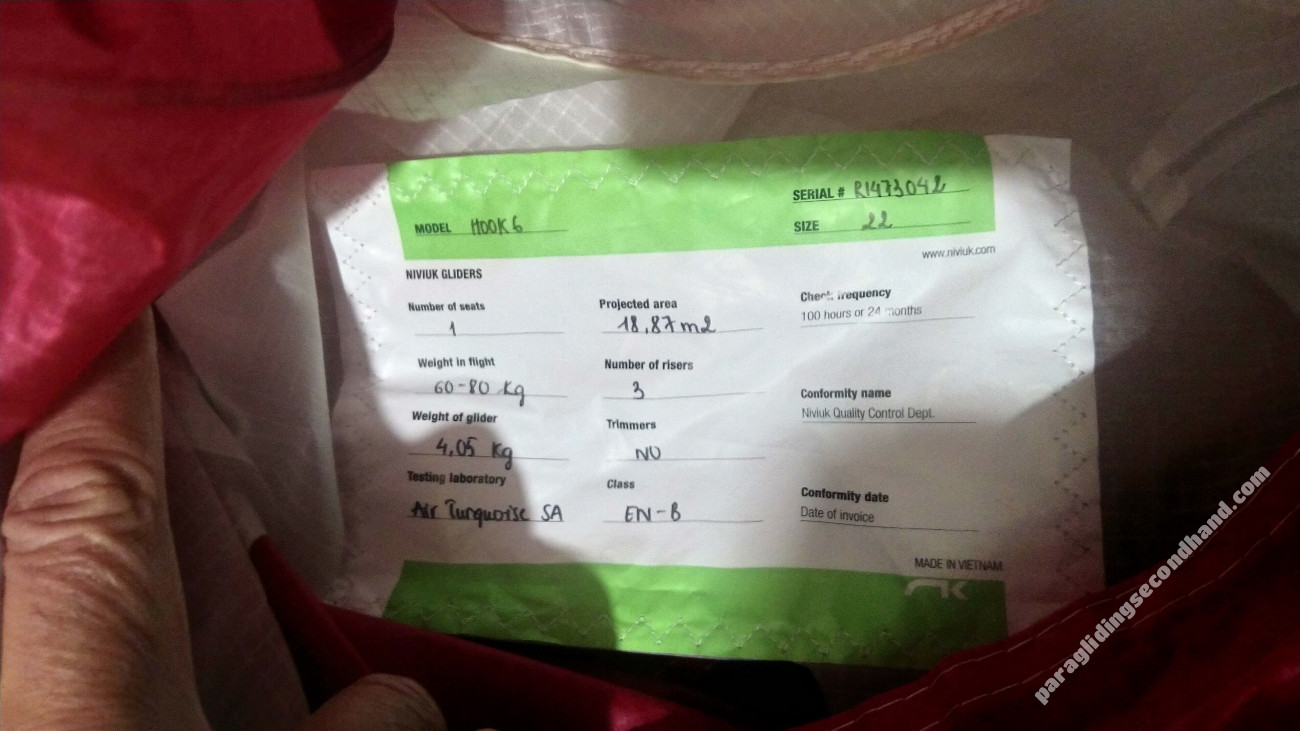 SERIAL # R1473042
MODEL HOOK 6
SIZE 22
www.niviuk.com
NIVIUK GLIDERS
Number of seats
1
Projected area
18,87 m2
Check frequency
100 hours or 24 months
Weight in flight
60-80 Kg
Number of risers
3
Conformity name
Niviuk Quality Control Dept.
Weight of glider
4,05 Kg
Trimmers
NO
Testing laboratory
Air Turquoise SA
Class
EN-B
Conformity date
Date of invoice
MADE IN VIETNAM
paraglidingsecondhand.com